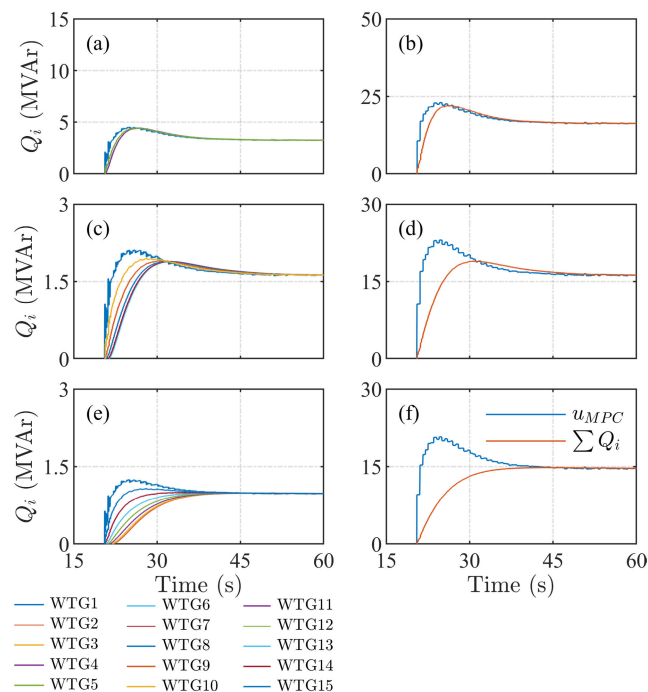 15
10
5
0
Q_i (MVAr)
(a)
50
25
0
(b)
3
1.5
0
Q_i (MVAr)
(c)
30
15
0
(d)
3
1.5
0
Q_i (MVAr)
(e)
15 30 45 60
Time (s)
30
15
0
(f)
u_{MPC}
∑ Q_i
15 30 45 60
Time (s)
WTG1 WTG6 WTG11
WTG2 WTG7 WTG12
WTG3 WTG8 WTG13
WTG4 WTG9 WTG14
WTG5 WTG10 WTG15